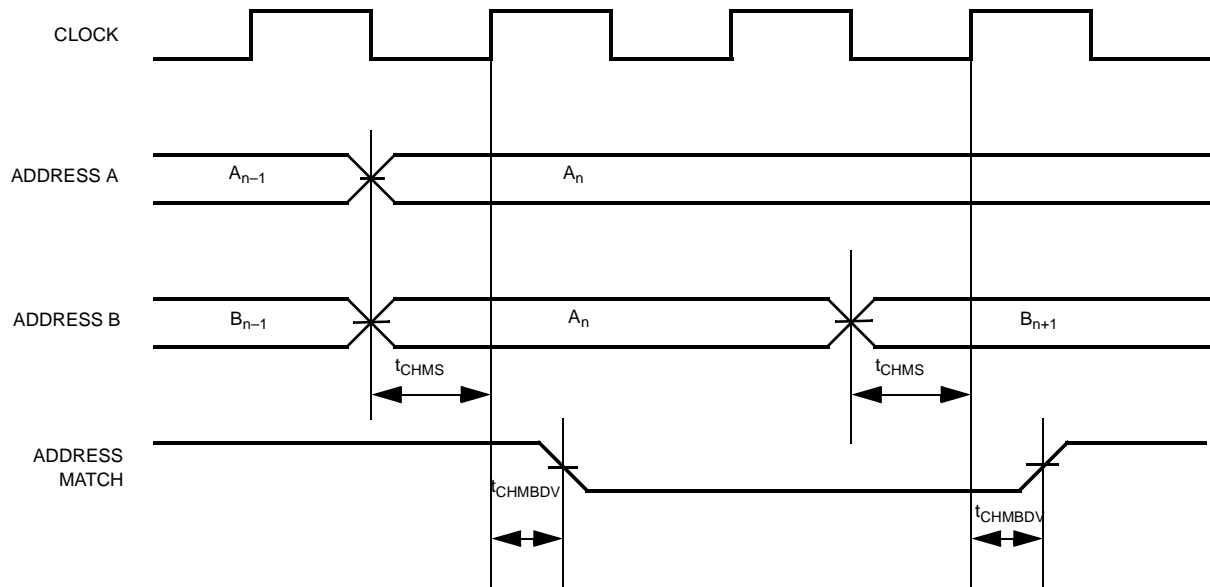 CLOCK
ADDRESS A
Aₙ₋₁
Aₙ
ADDRESS B
Bₙ₋₁
Aₙ
Bₙ₊₁
tCHMS
tCHMS
ADDRESS
MATCH
tCHMBDV
tCHMBDV